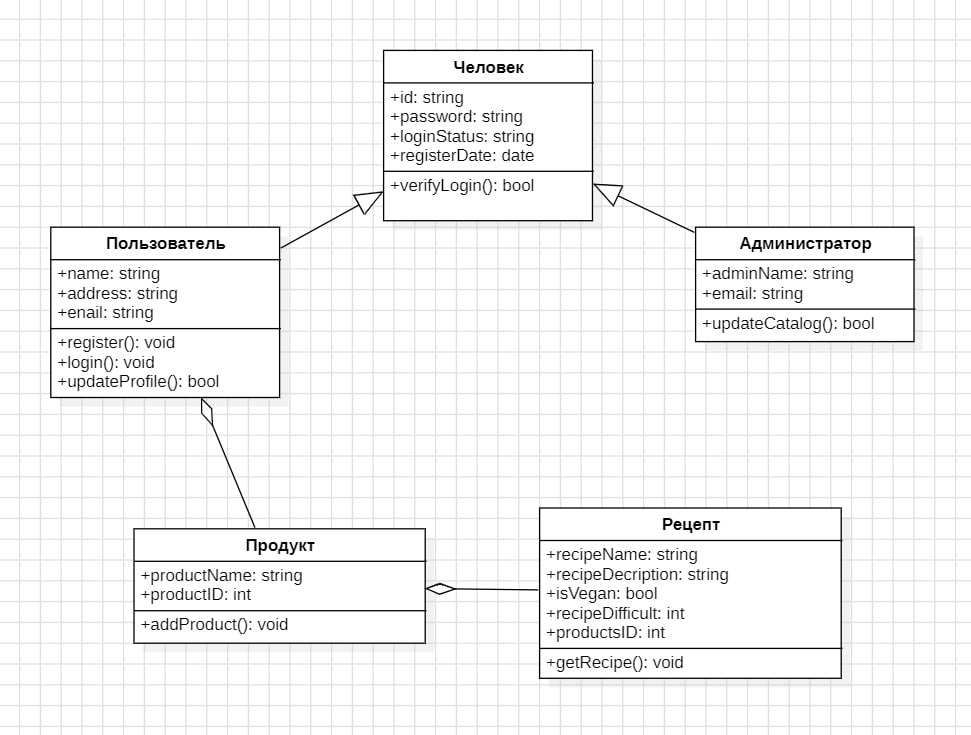 Человек
+id: string
+password: string
+loginStatus: string
+registerDate: date
+verifyLogin(): bool
Пользователь
+name: string
+address: string
+enail: string
+register(): void
+login(): void
+updateProfile(): bool
Администратор
+adminName: string
+email: string
+updateCatalog(): bool
Продукт
+productName: string
+productID: int
+addProduct(): void
Рецепт
+recipeName: string
+recipeDecription: string
+isVegan: bool
+recipeDifficult: int
+productsID: int
+getRecipe(): void